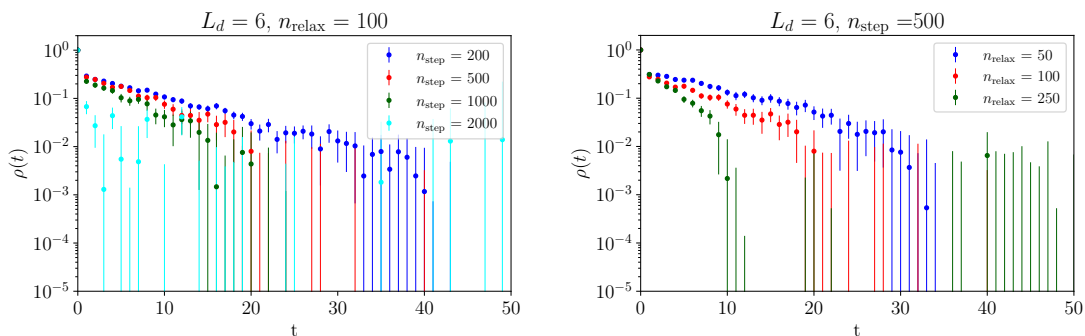 L_d = 6, n_relax = 100
10^0
10^-1
10^-2
10^-3
10^-4
10^-5
ρ(t)
n_step = 200
n_step = 500
n_step = 1000
n_step = 2000
0 10 20 30 40 50
t
L_d = 6, n_step =500
10^0
10^-1
10^-2
10^-3
10^-4
10^-5
ρ(t)
n_relax = 50
n_relax = 100
n_relax = 250
0 10 20 30 40 50
t